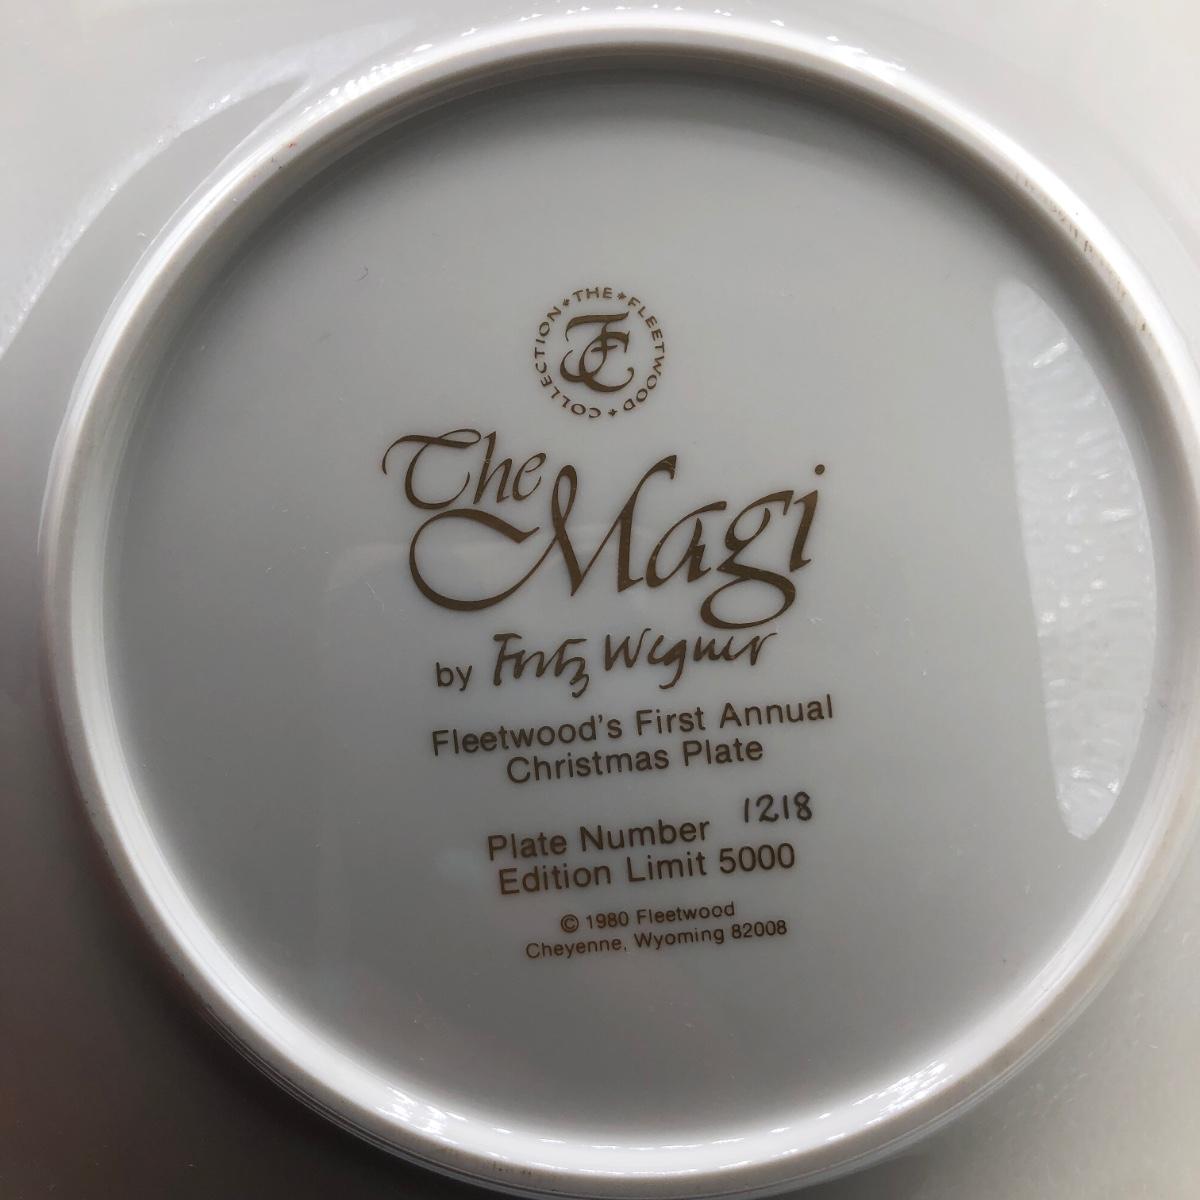 THE FLEETWOOD COLLECTION
FC
The
Magi
by Fritz Wegner
Fleetwood's First Annual
Christmas Plate
Plate Number 1218
Edition Limit 5000
© 1980 Fleetwood
Cheyenne, Wyoming 82008